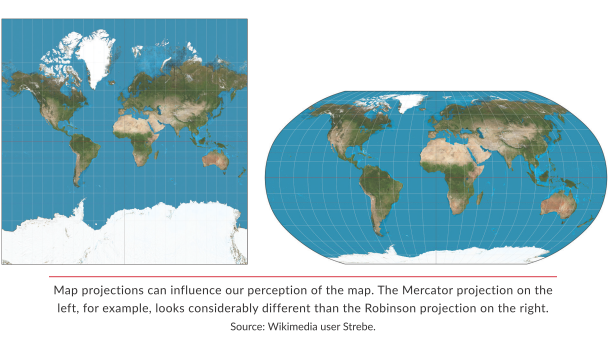 Map projections can influence our perception of the map. The Mercator projection on the
left, for example, looks considerably different than the Robinson projection on the right.
Source: Wikimedia user Strebe.